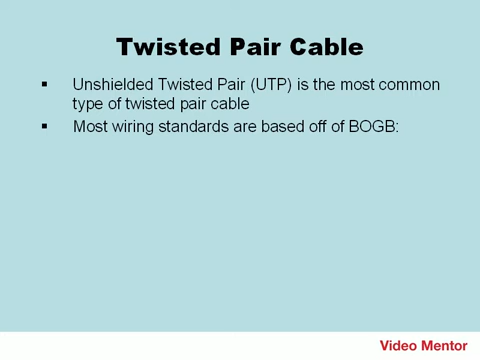 Twisted Pair Cable
▪ Unshielded Twisted Pair (UTP) is the most common
type of twisted pair cable
▪ Most wiring standards are based off of BOGB:
Video Mentor